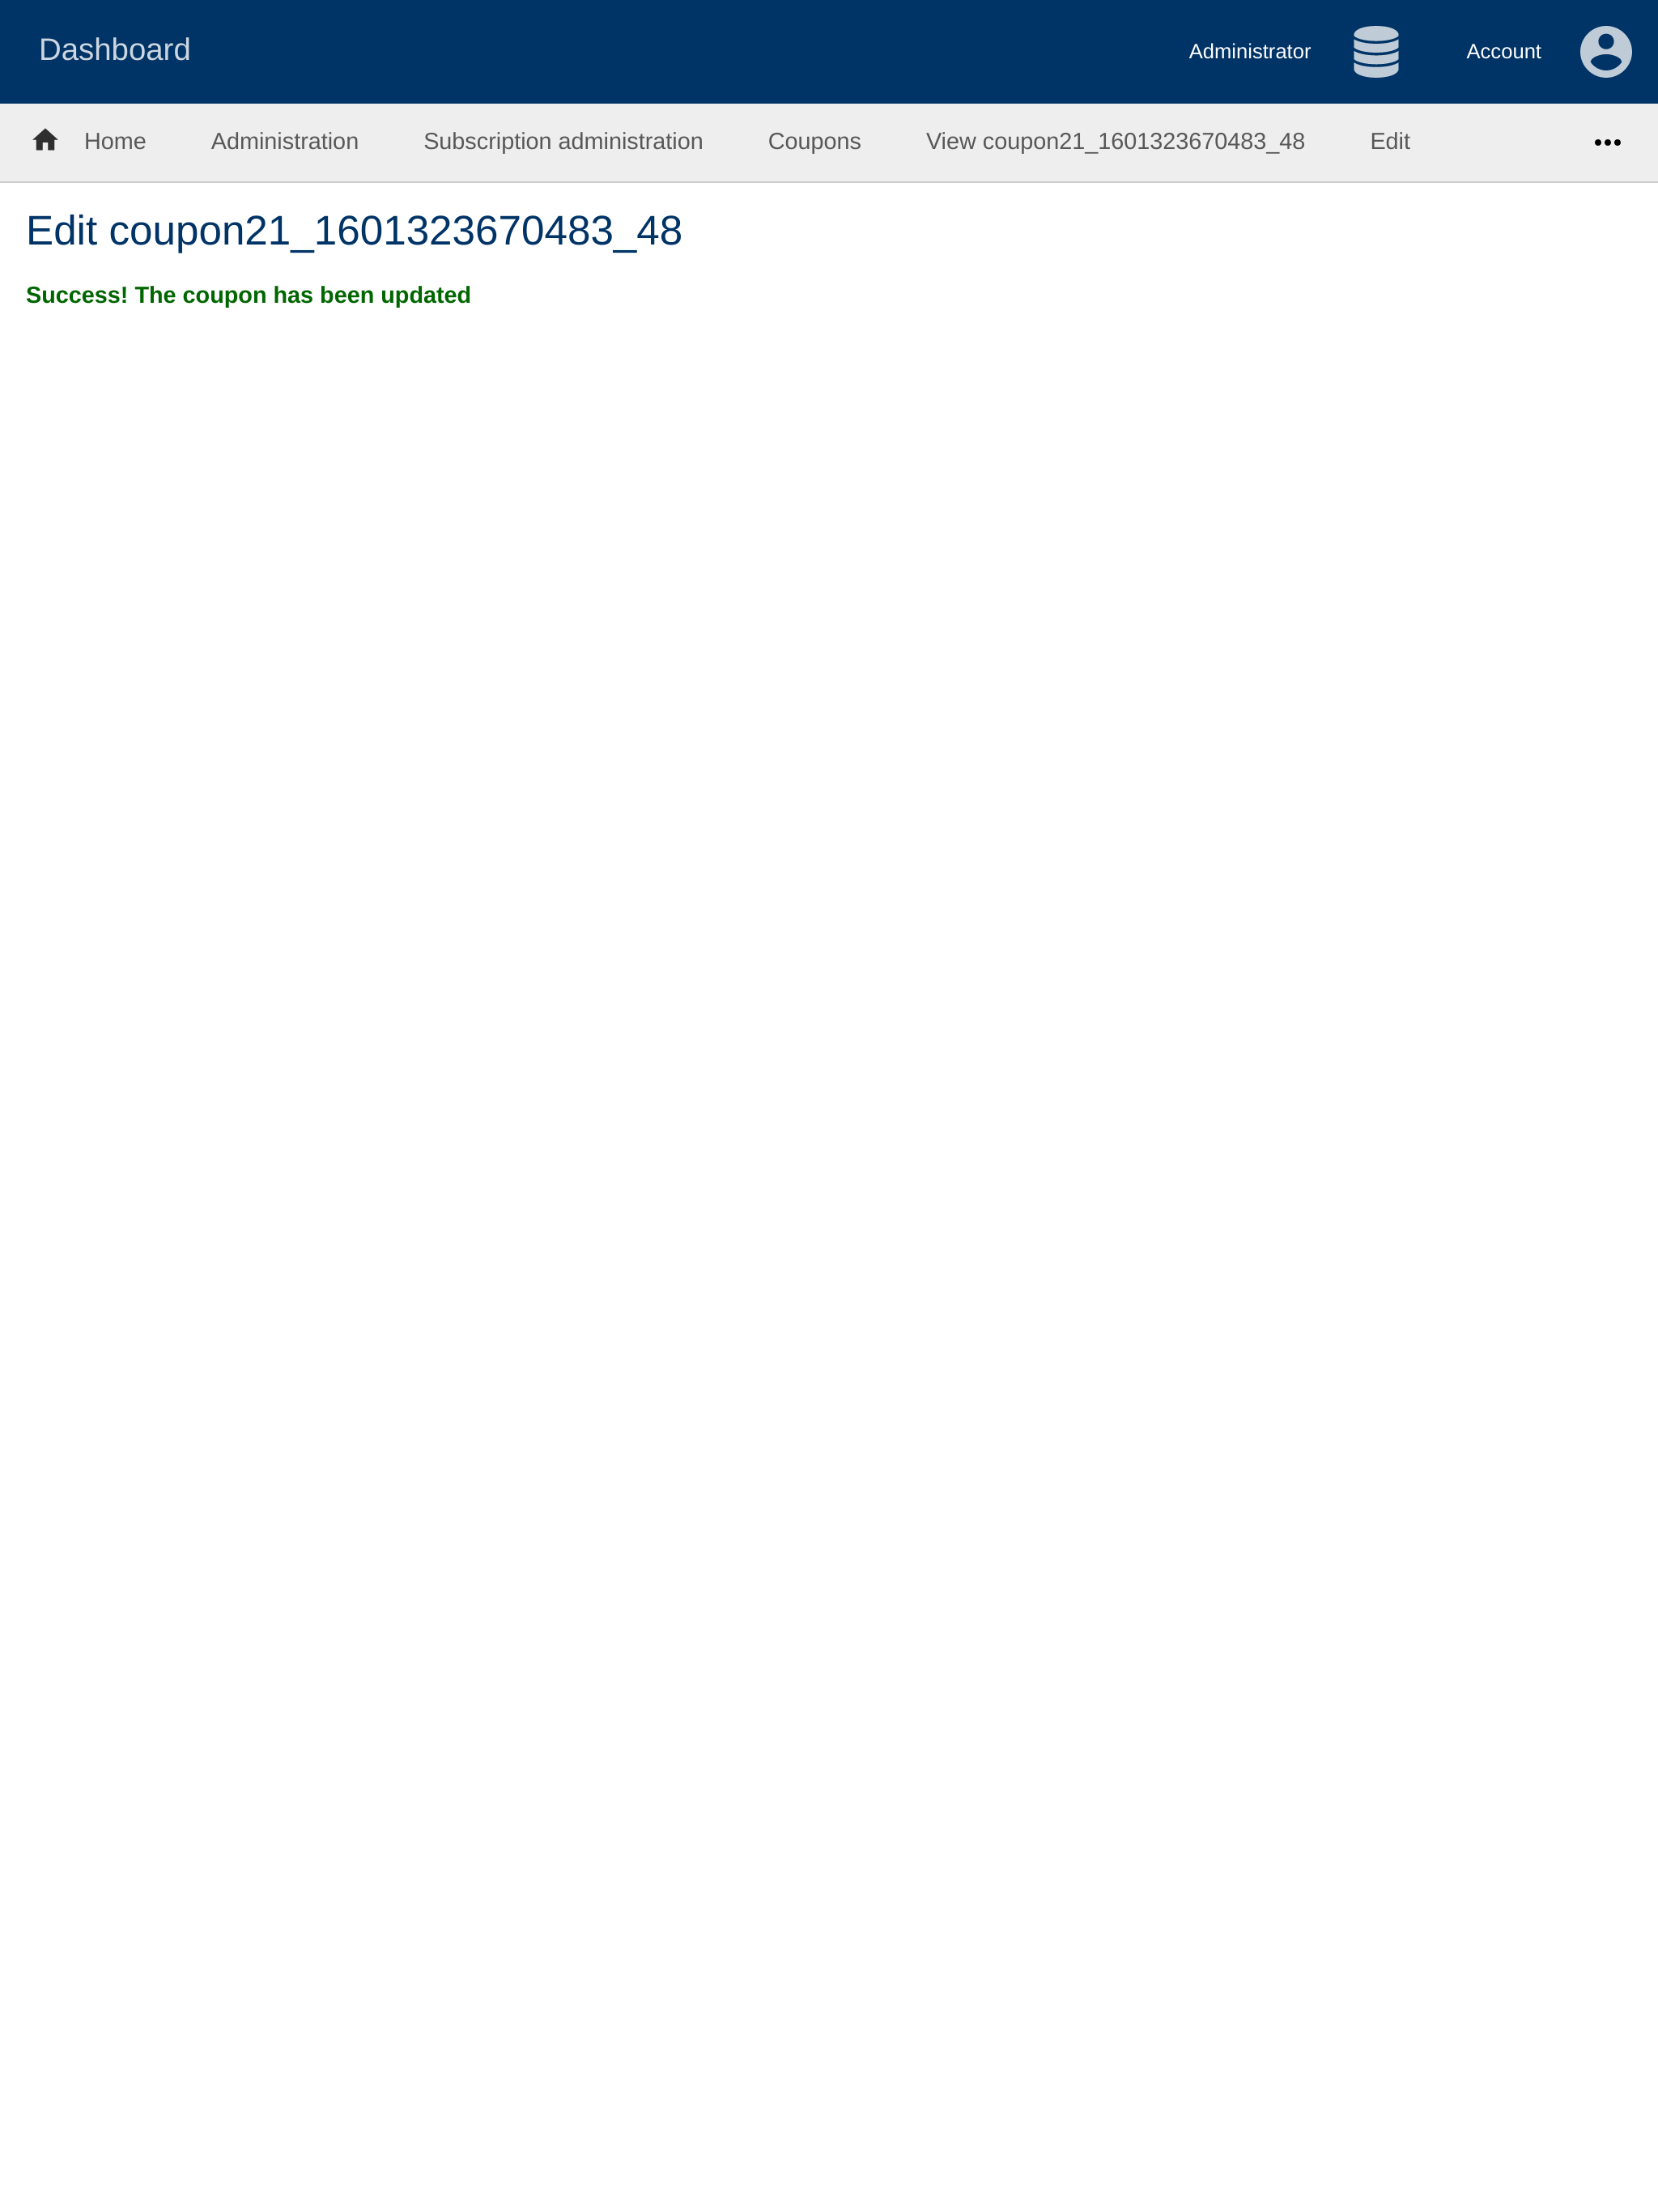 Dashboard
Administrator
Account
Home
Administration
Subscription administration
Coupons
View coupon21_1601323670483_48
Edit
Edit coupon21_1601323670483_48
Success! The coupon has been updated